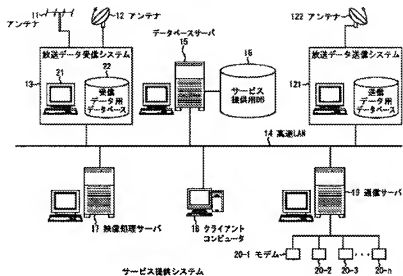 11
アンテナ
12 アンテナ
放送データ受信システム
13
21
22
受信
データ用
データベース
データベースサーバ
15
16
サービス
提供用DB
122 アンテナ
放送データ送信システム
121
送信
データ用
データベース
14 高速LAN
17 映像処理サーバ
18 クライアント
コンピュータ
19 通信サーバ
20-1 モデム
20-2
20-3
20-n
サービス提供システム